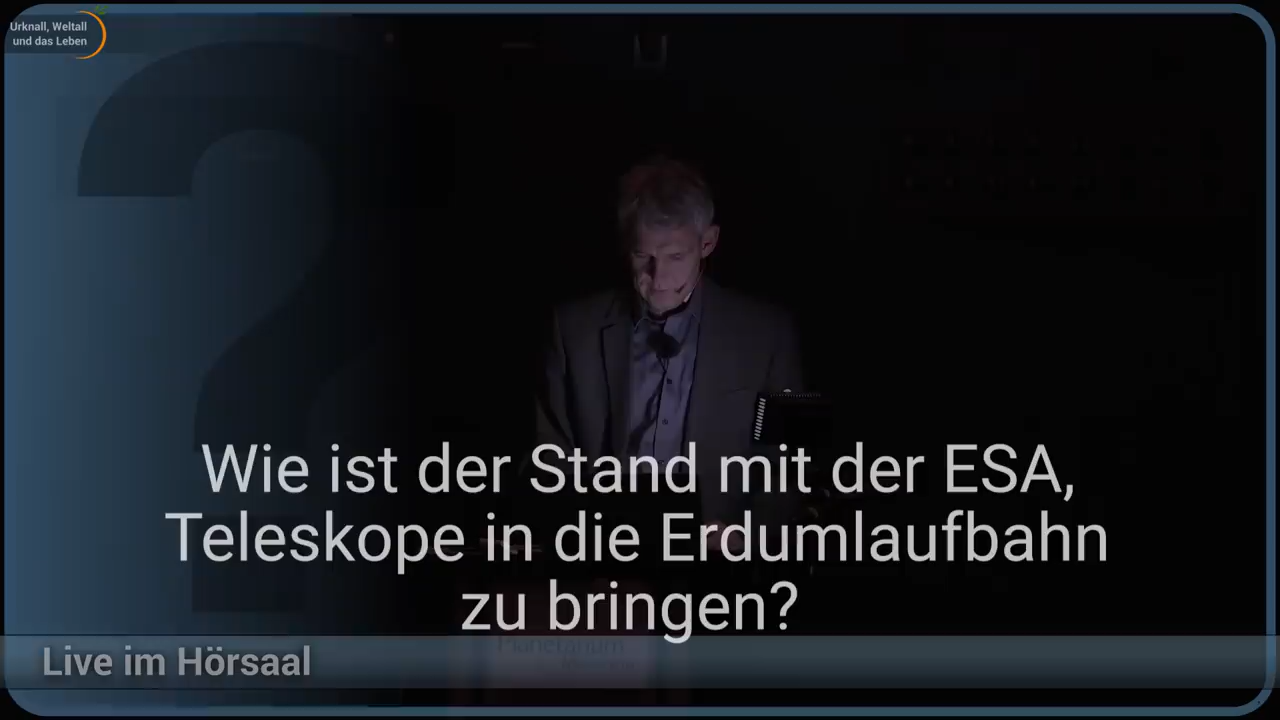 Urknall, Weltall
und das Leben
Wie ist der Stand mit der ESA,
Teleskope in die Erdumlaufbahn
zu bringen?
Planetarium
Live im Hörsaal